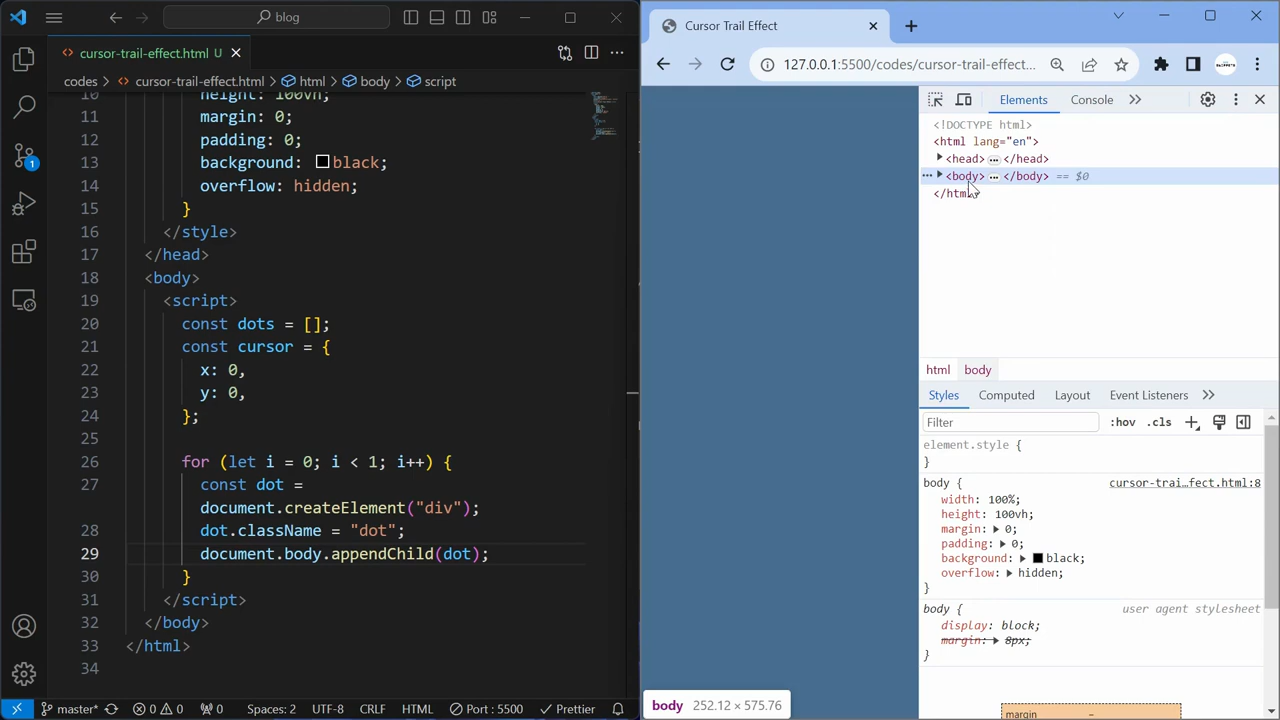 blog
cursor-trail-effect.html U
codes > cursor-trail-effect.html > html > body > script
10 height: 100vh;
11 margin: 0;
12 padding: 0;
13 background: black;
14 overflow: hidden;
15 }
16 </style>
17 </head>
18 <body>
19 <script>
20 const dots = [];
21 const cursor = {
22 x: 0,
23 y: 0,
24 };
25
26 for (let i = 0; i < 1; i++) {
27 const dot =
document.createElement("div");
28 dot.className = "dot";
29 document.body.appendChild(dot);
30 }
31 </script>
32 </body>
33 </html>
34
1
master* 0 0 0 Spaces: 2 UTF-8 CRLF HTML Port : 5500 Prettier
Cursor Trail Effect
127.0.0.1:5500/codes/cursor-trail-effect...
Elements Console
<!DOCTYPE html>
<html lang="en">
<head> … </head>
<body> … </body> == $0
</html>
html body
Styles Computed Layout Event Listeners
Filter :hov .cls
element.style {
}
body { cursor-trai…fect.html:8
width: 100%;
height: 100vh;
margin: 0;
padding: 0;
background: black;
overflow: hidden;
}
body { user agent stylesheet
display: block;
margin: 8px;
}
margin –
body 252.12 × 575.76